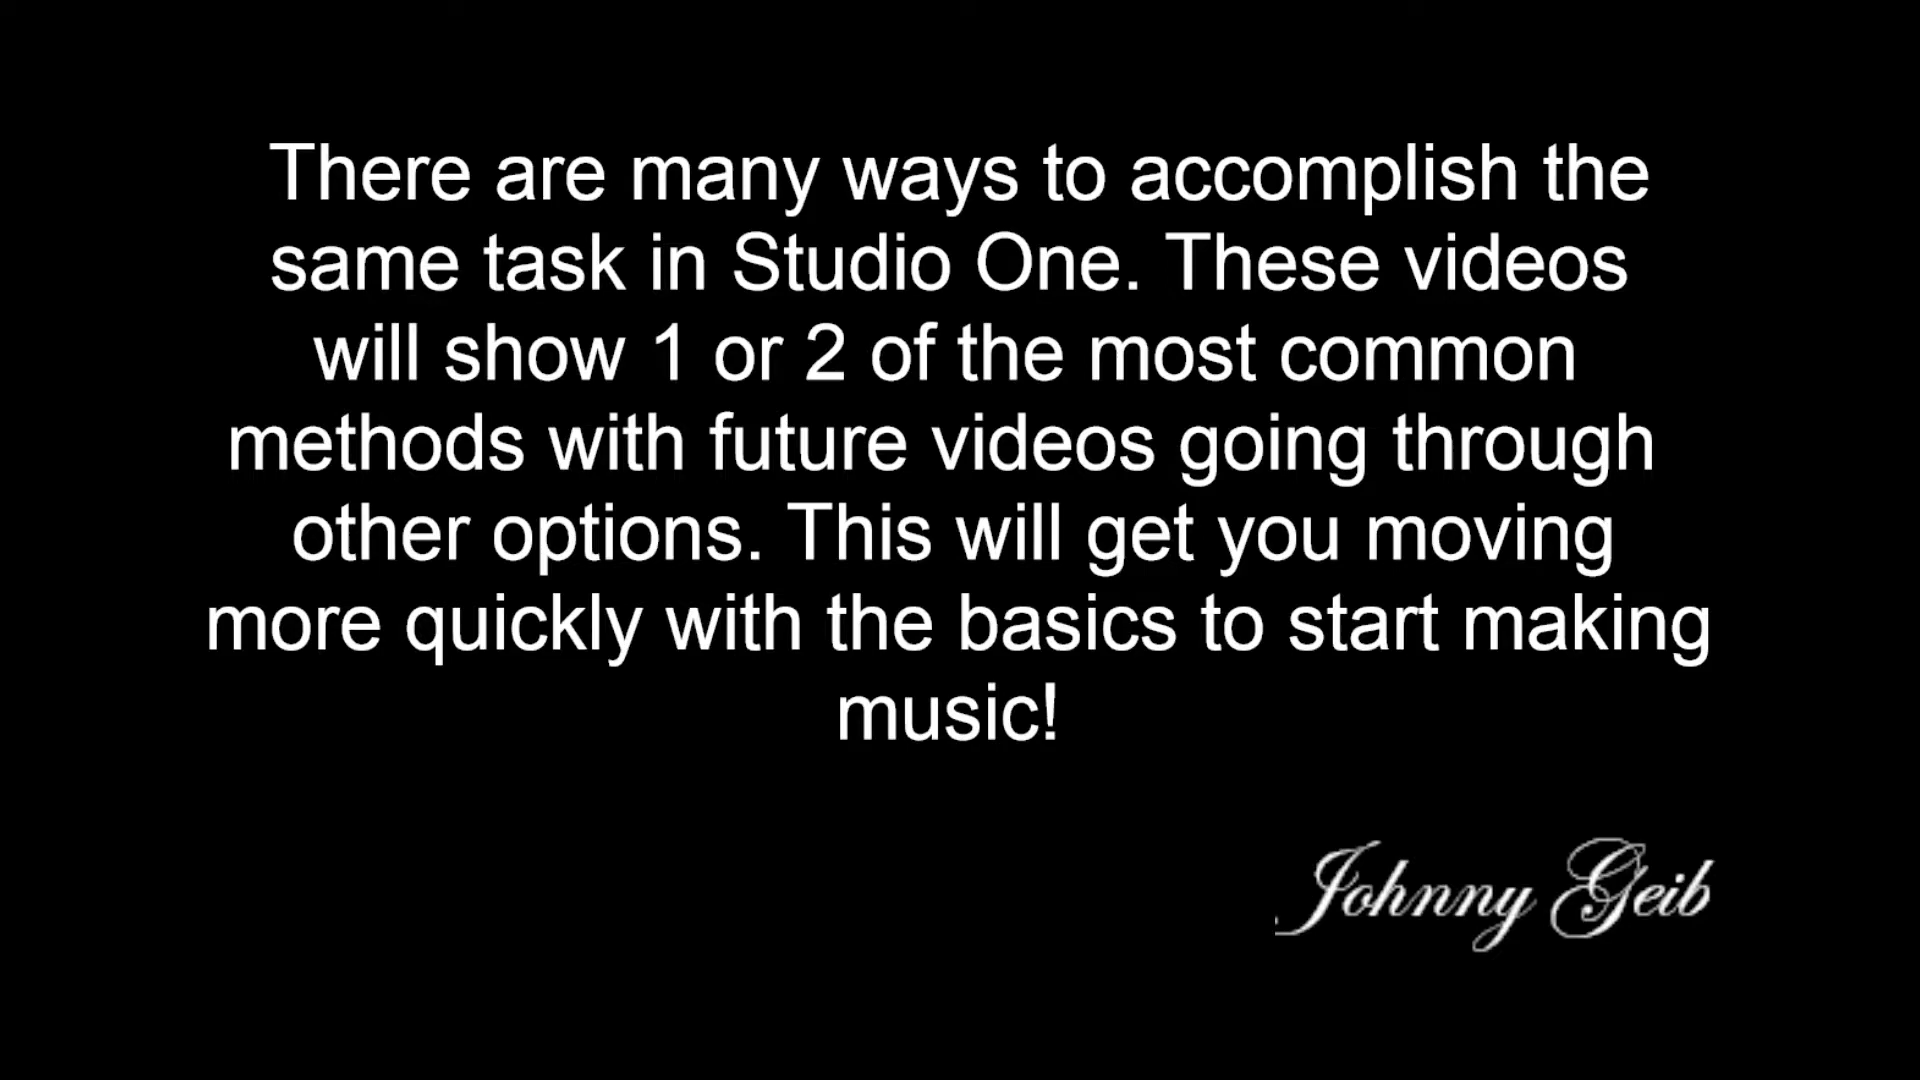 There are many ways to accomplish the
same task in Studio One. These videos
will show 1 or 2 of the most common
methods with future videos going through
other options. This will get you moving
more quickly with the basics to start making
music!
Johnny Geib